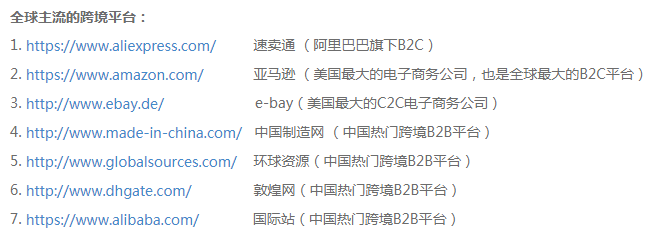 全球主流的跨境平台：
1. https://www.aliexpress.com/ 速卖通 （阿里巴巴旗下B2C）
2. https://www.amazon.com/ 亚马逊 （美国最大的电子商务公司，也是全球最大的B2C平台）
3. http://www.ebay.de/ e-bay（美国最大的C2C电子商务公司）
4. http://www.made-in-china.com/ 中国制造网 （中国热门跨境B2B平台）
5. http://www.globalsources.com/ 环球资源（中国热门跨境B2B平台）
6. http://www.dhgate.com/ 敦煌网（中国热门跨境B2B平台）
7. https://www.alibaba.com/ 国际站（中国热门跨境B2B平台）